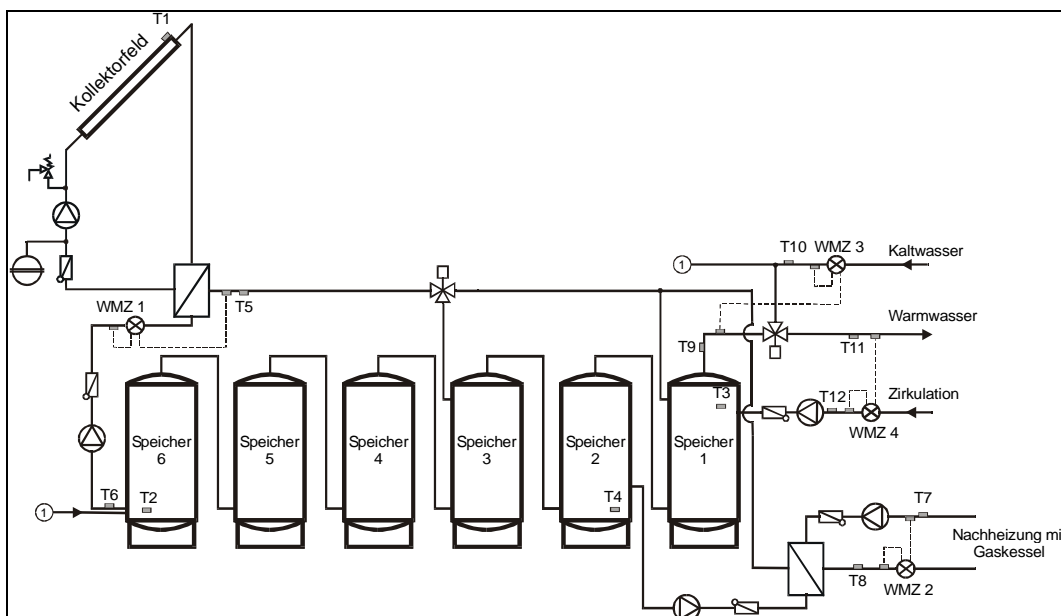 T1
Kollektorfeld
T10 WMZ 3
1 Kaltwasser
WMZ 1
T5
Warmwasser
T9
T11
T3
T12 Zirkulation
WMZ 4
Speicher
6
Speicher
5
Speicher
4
Speicher
3
Speicher
2
Speicher
1
T6 T2
T4
1
T7
Nachheizung mi
Gaskessel
T8
WMZ 2